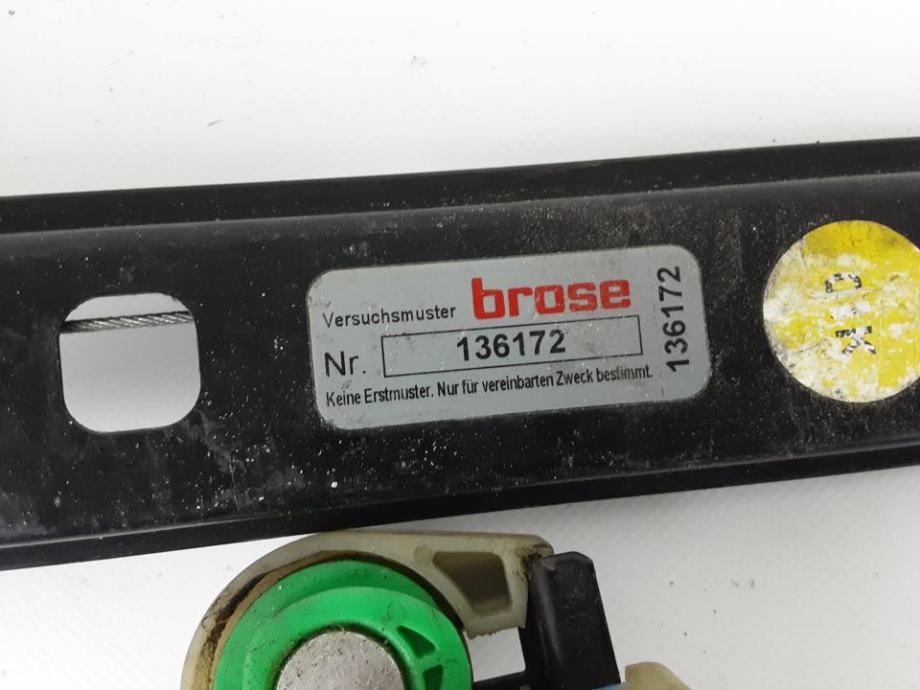 Versuchsmuster brose
Nr. 136172
Keine Erstmuster. Nur für vereinbarten Zweck bestimmt.
136172